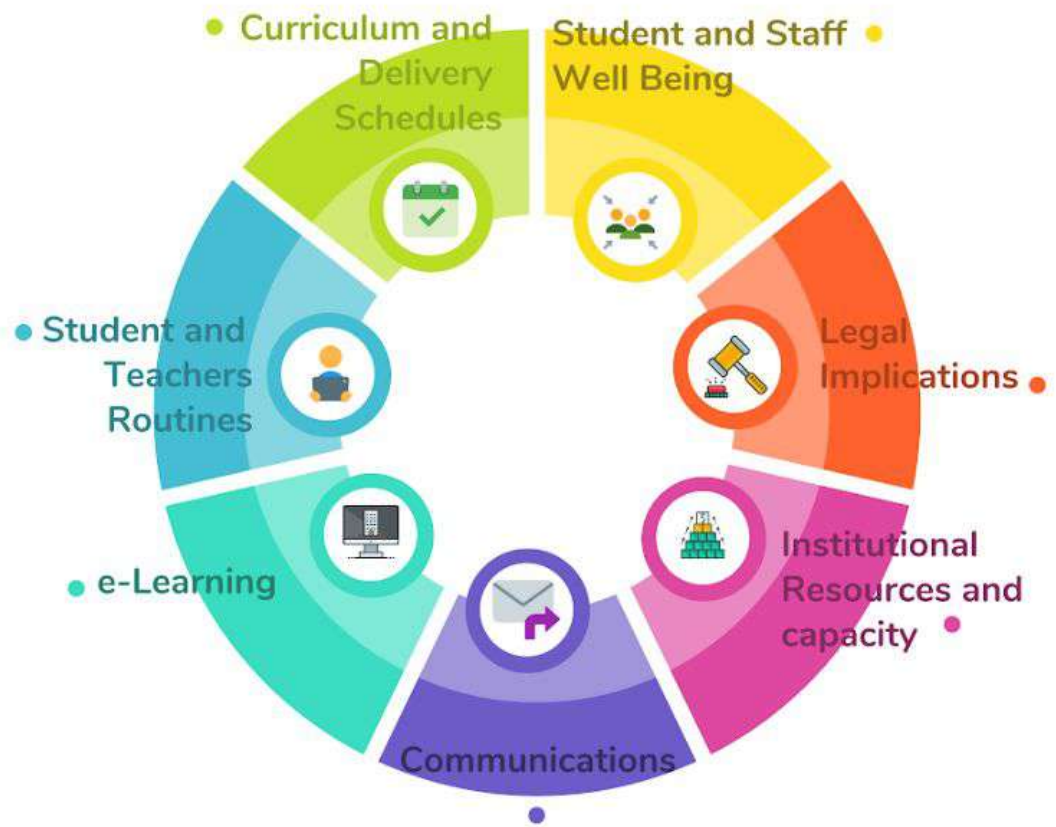 Curriculum and
Delivery
Schedules
Student and Staff
Well Being
Legal
Implications
Institutional
Resources and
capacity
Communications
e-Learning
Student and
Teachers
Routines